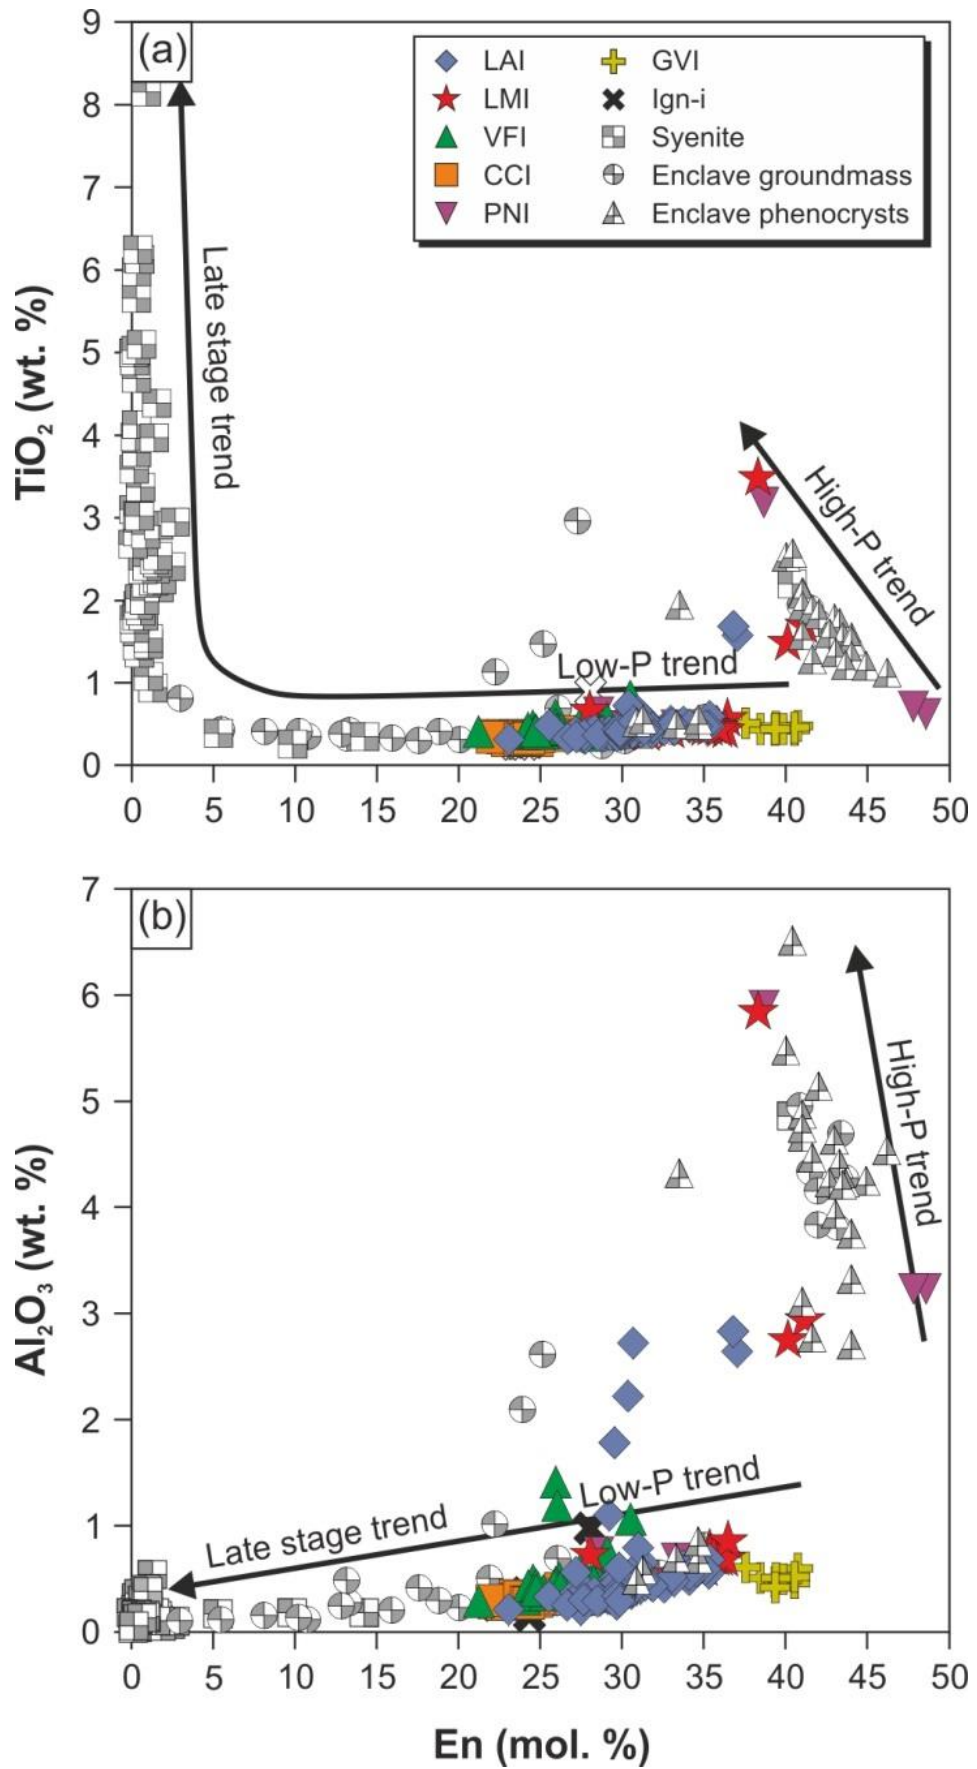 (a)
9
8
7
6
5
4
3
2
1
0
TiO₂ (wt. %)
LAI
LMI
VFI
CCI
PNI
GVI
Ign-i
Syenite
Enclave groundmass
Enclave phenocrysts
Late stage trend
High-P trend
Low-P trend
0 5 10 15 20 25 30 35 40 45 50
(b)
7
6
5
4
3
2
1
0
Al₂O₃ (wt. %)
High-P trend
Low-P trend
Late stage trend
0 5 10 15 20 25 30 35 40 45 50
En (mol. %)